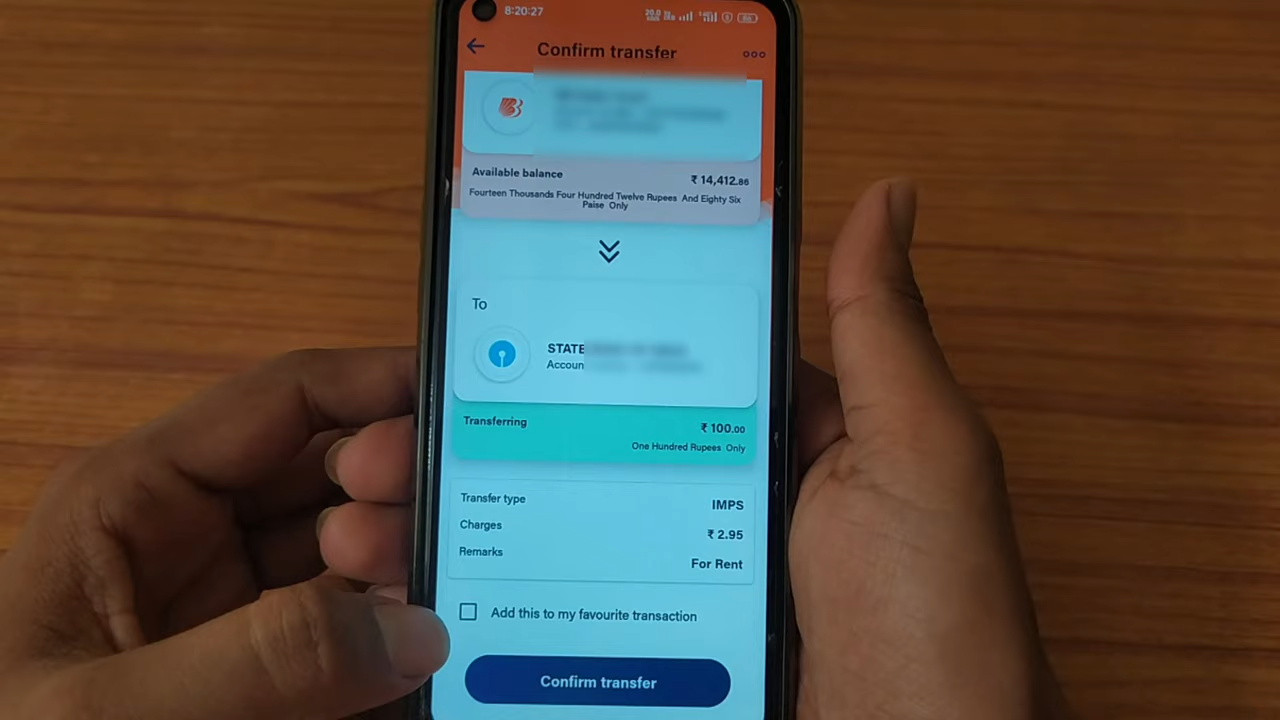 8:20:27
Confirm transfer
Available balance
₹ 14,412.86
Fourteen Thousands Four Hundred Twelve Rupees And Eighty Six
Paise Only
To
STATE
Accoun
Transferring
₹ 100.00
One Hundred Rupees Only
Transfer type
IMPS
Charges
₹ 2.95
Remarks
For Rent
Add this to my favourite transaction
Confirm transfer